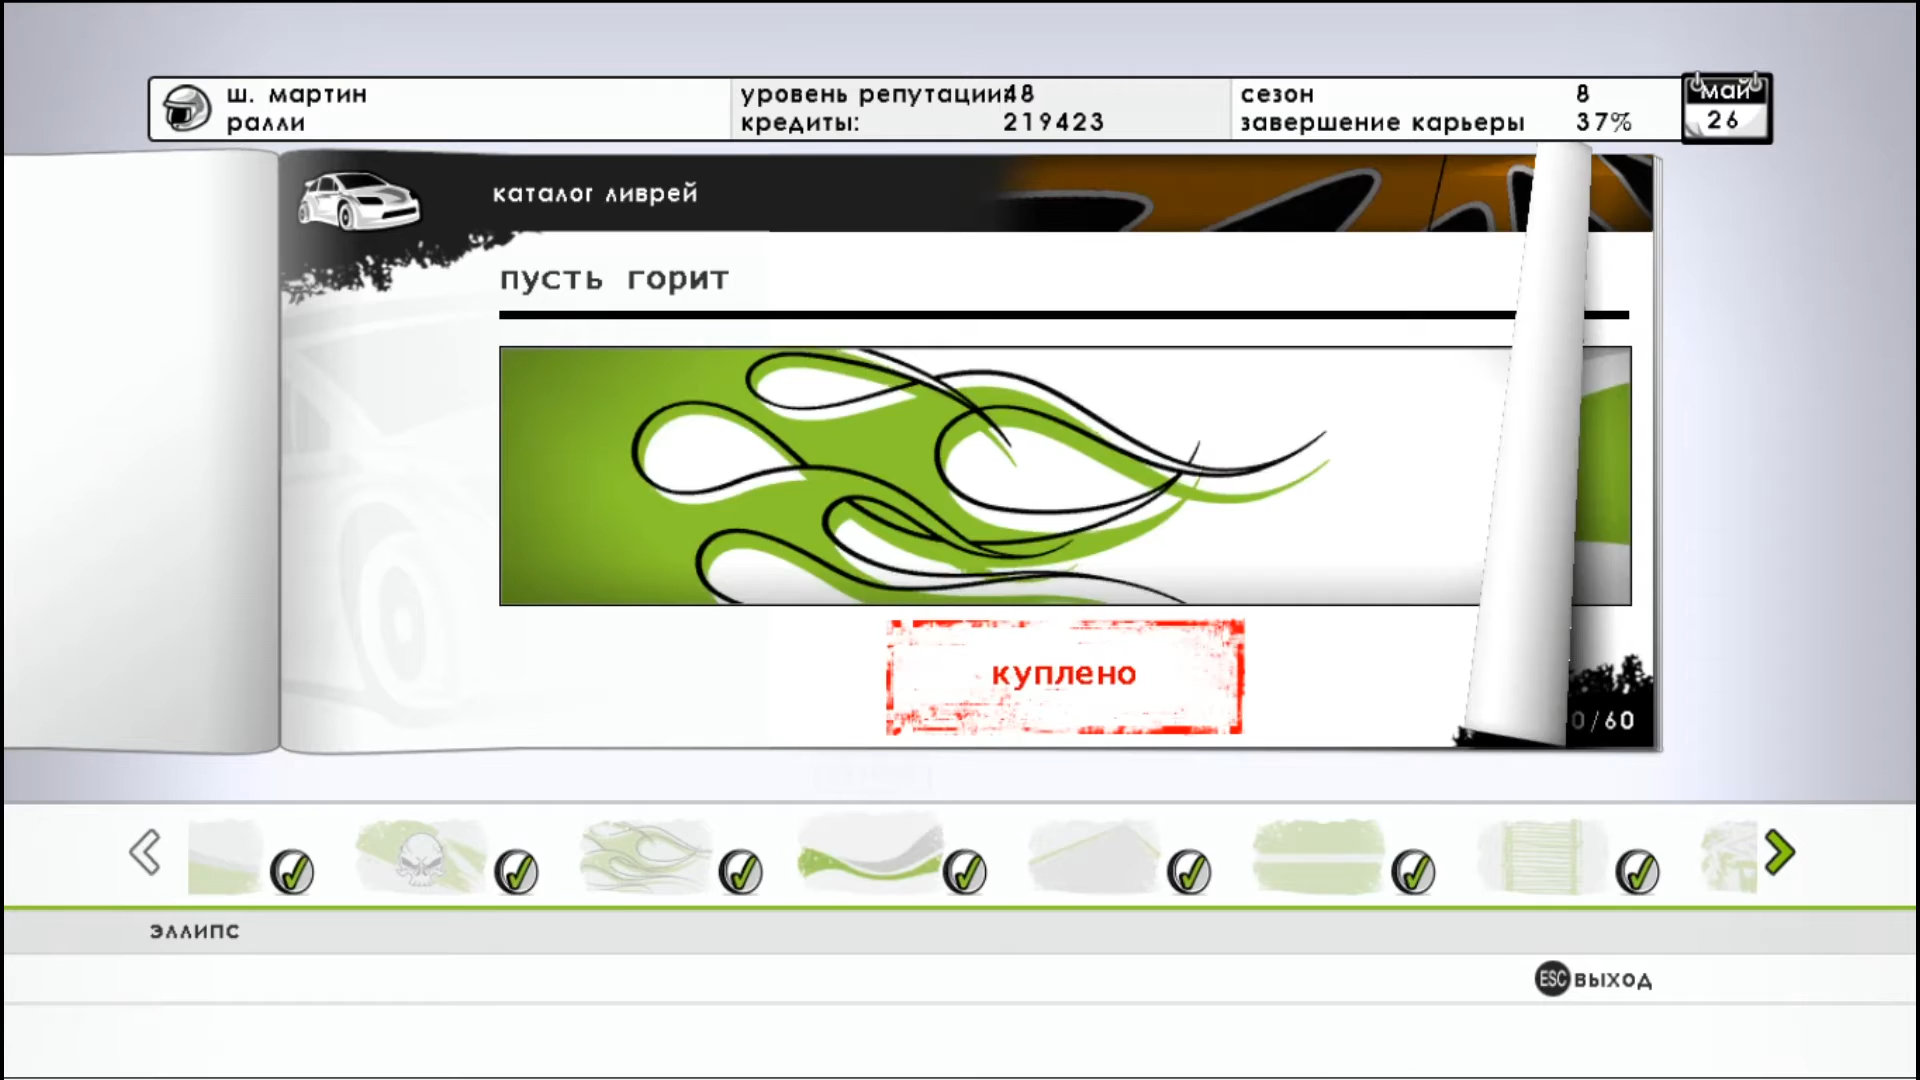 ш. мартин
ралли
уровень репутации:48
кредиты: 219423
сезон 8
завершение карьеры 37%
май
26
каталог ливрей
пусть горит
куплено
0/60
эллипс
ESC выход